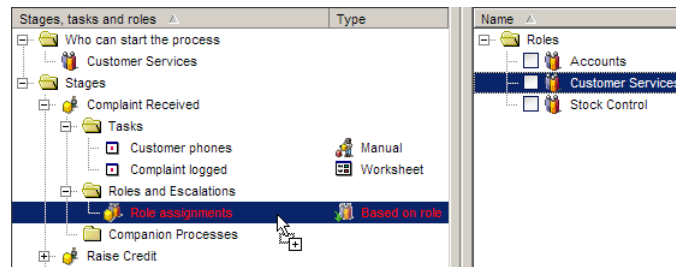 Stages, tasks and roles
Type
Who can start the process
Customer Services
Stages
Complaint Received
Tasks
Customer phones
Manual
Complaint logged
Worksheet
Roles and Escalations
Role assignments
Based on role
Companion Processes
Raise Credit
Name
Roles
Accounts
Customer Services
Stock Control